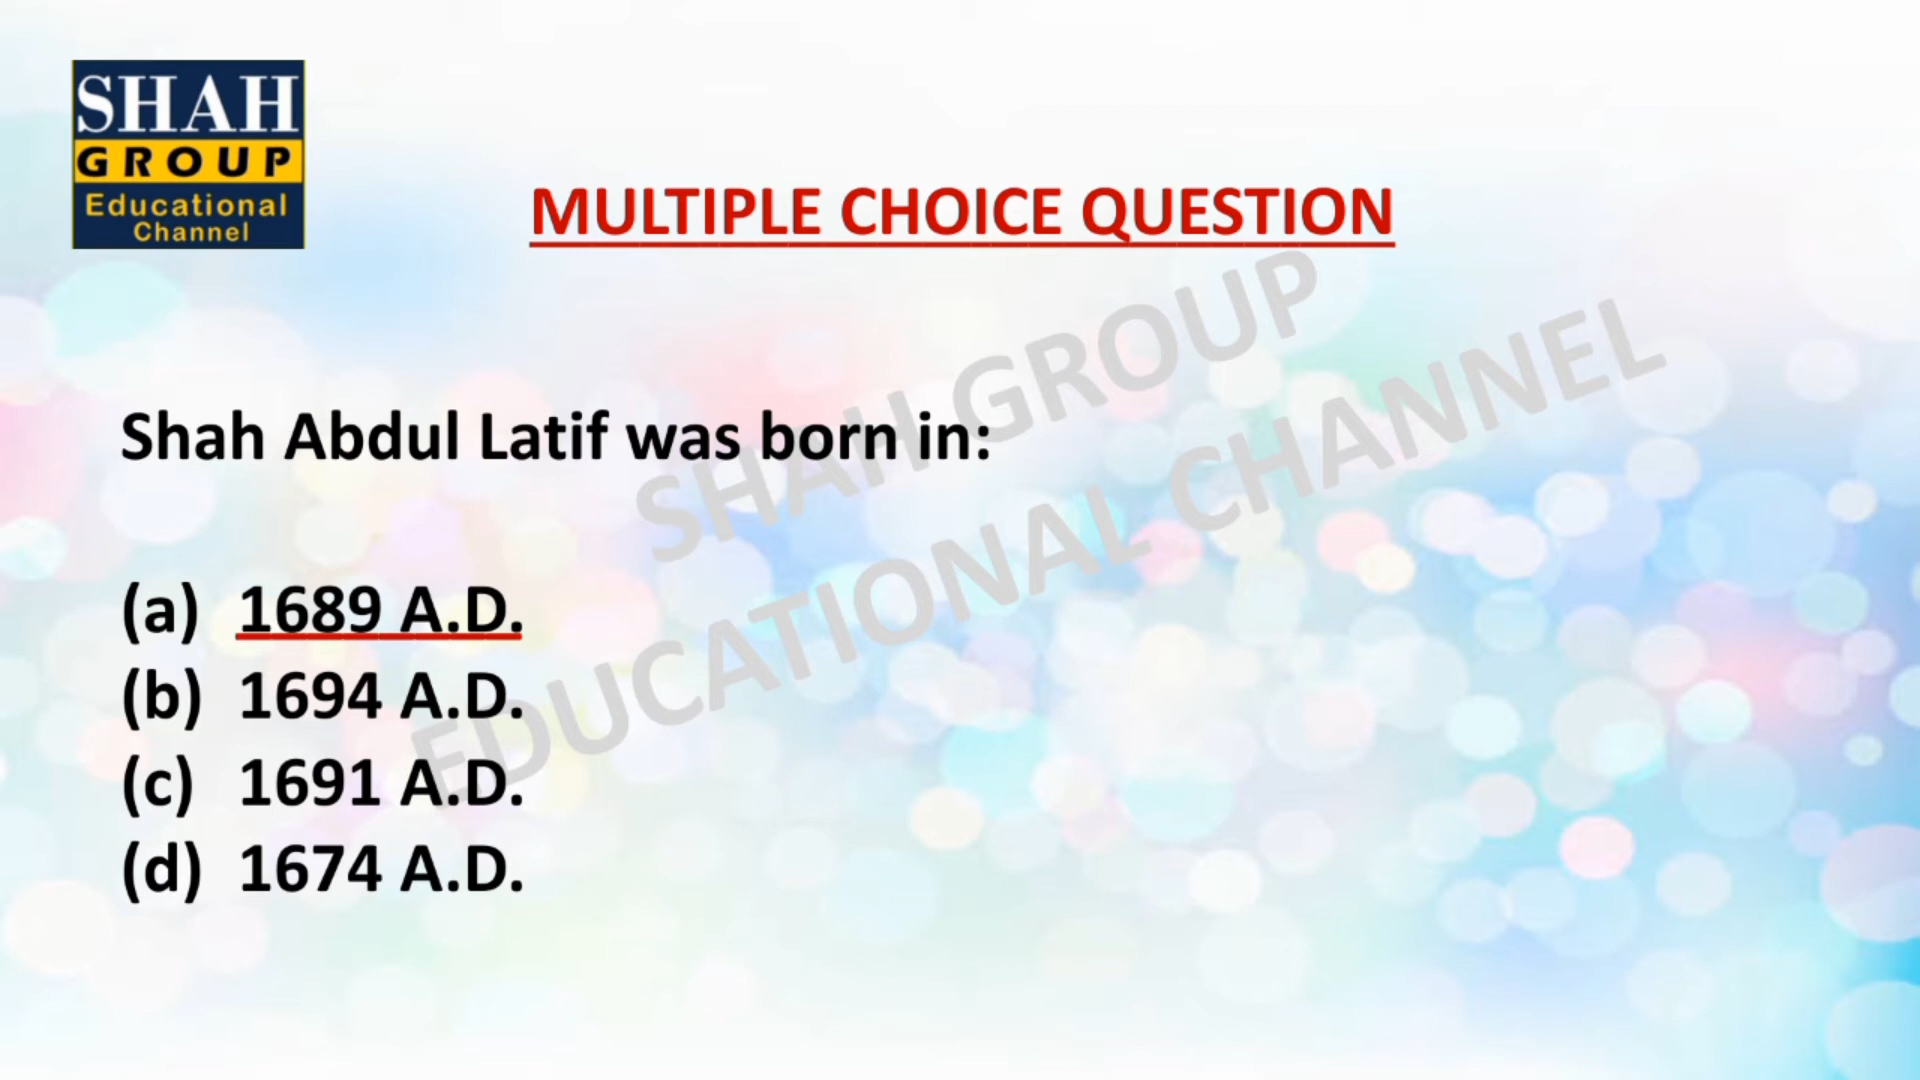 SHAH
GROUP
Educational
Channel
MULTIPLE CHOICE QUESTION
SHAH GROUP
EDUCATIONAL CHANNEL
Shah Abdul Latif was born in:
(a) 1689 A.D.
(b) 1694 A.D.
(c) 1691 A.D.
(d) 1674 A.D.